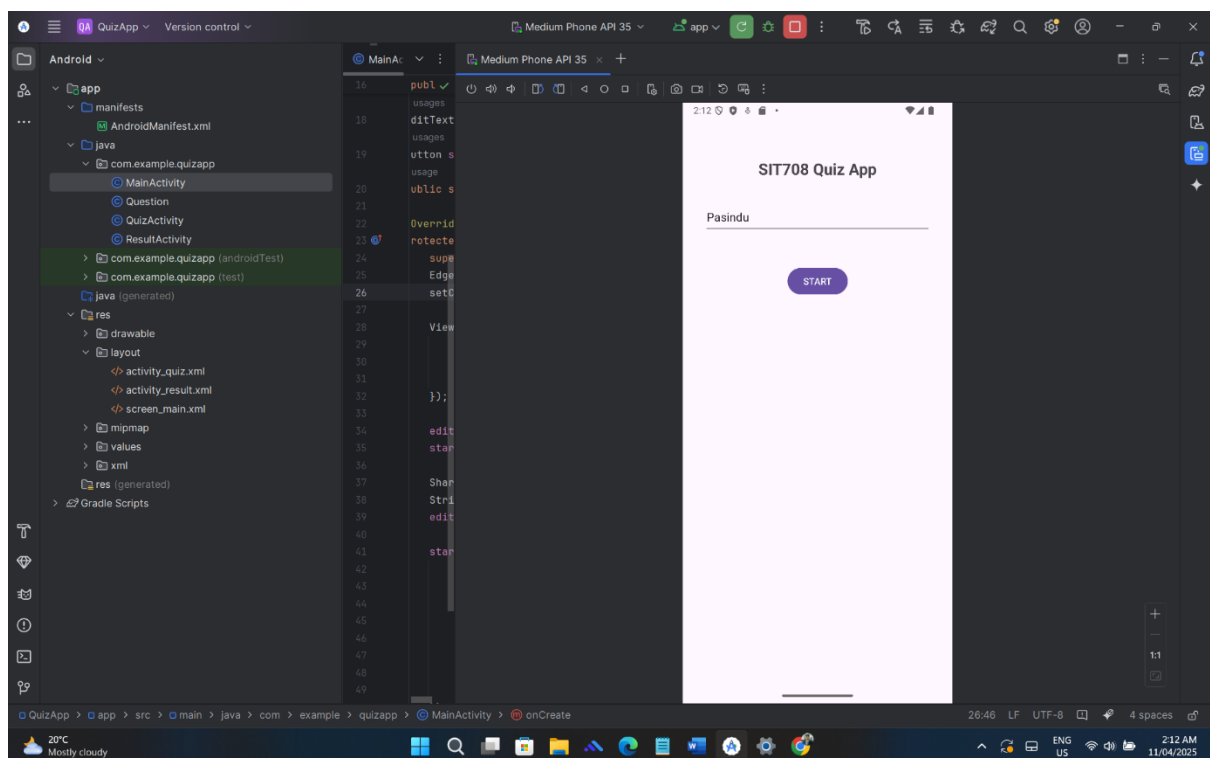 QA QuizApp Version control Medium Phone API 35 app
Android
app
manifests
AndroidManifest.xml
java
com.example.quizapp
MainActivity
Question
QuizActivity
ResultActivity
com.example.quizapp (androidTest)
com.example.quizapp (test)
java (generated)
res
drawable
layout
activity_quiz.xml
activity_result.xml
screen_main.xml
mipmap
values
xml
res (generated)
Gradle Scripts
MainAc
16 publ
usages
18 ditText
usages
19 utton s
usage
20 ublic s
21
22 Overrid
23 rotecte
24 supe
25 Edge
26 setC
27
28 View
29
30
31
32 });
33
34 edit
35 star
36
37 Shar
38 Stri
39 edit
40
41 star
42
43
44
45
46
47
48
49
Medium Phone API 35
2:12
SIT708 Quiz App
Pasindu
START
1:1
QuizApp > app > src > main > java > com > example > quizapp > MainActivity > onCreate
26:46 LF UTF-8 4 spaces
20°C
Mostly cloudy
ENG
US
2:12 AM
11/04/2025